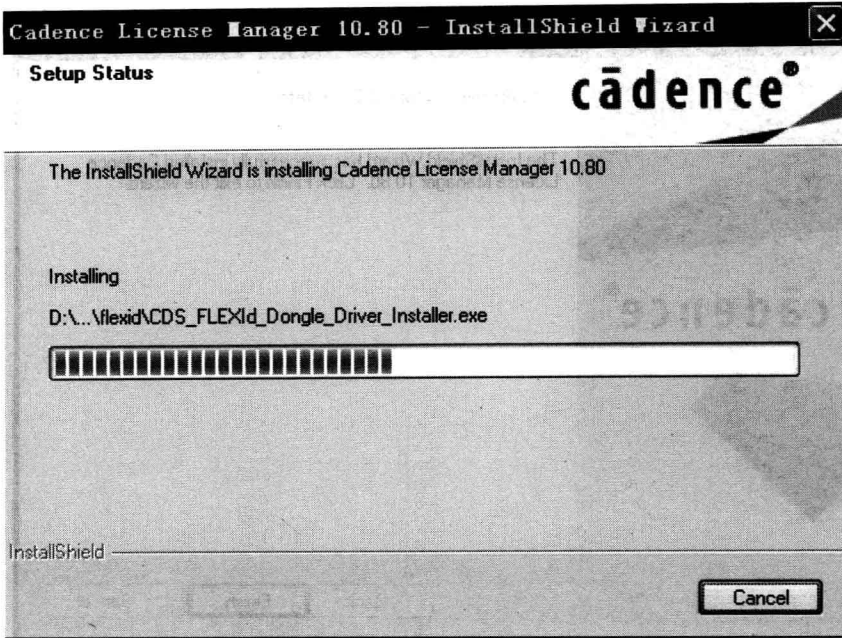 Cadence License Manager 10.80 - InstallShield Wizard
Setup Status
cādence®
The InstallShield Wizard is installing Cadence License Manager 10.80
Installing
D:\...\flexid\CDS_FLEXId_Dongle_Driver_Installer.exe
InstallShield
Cancel